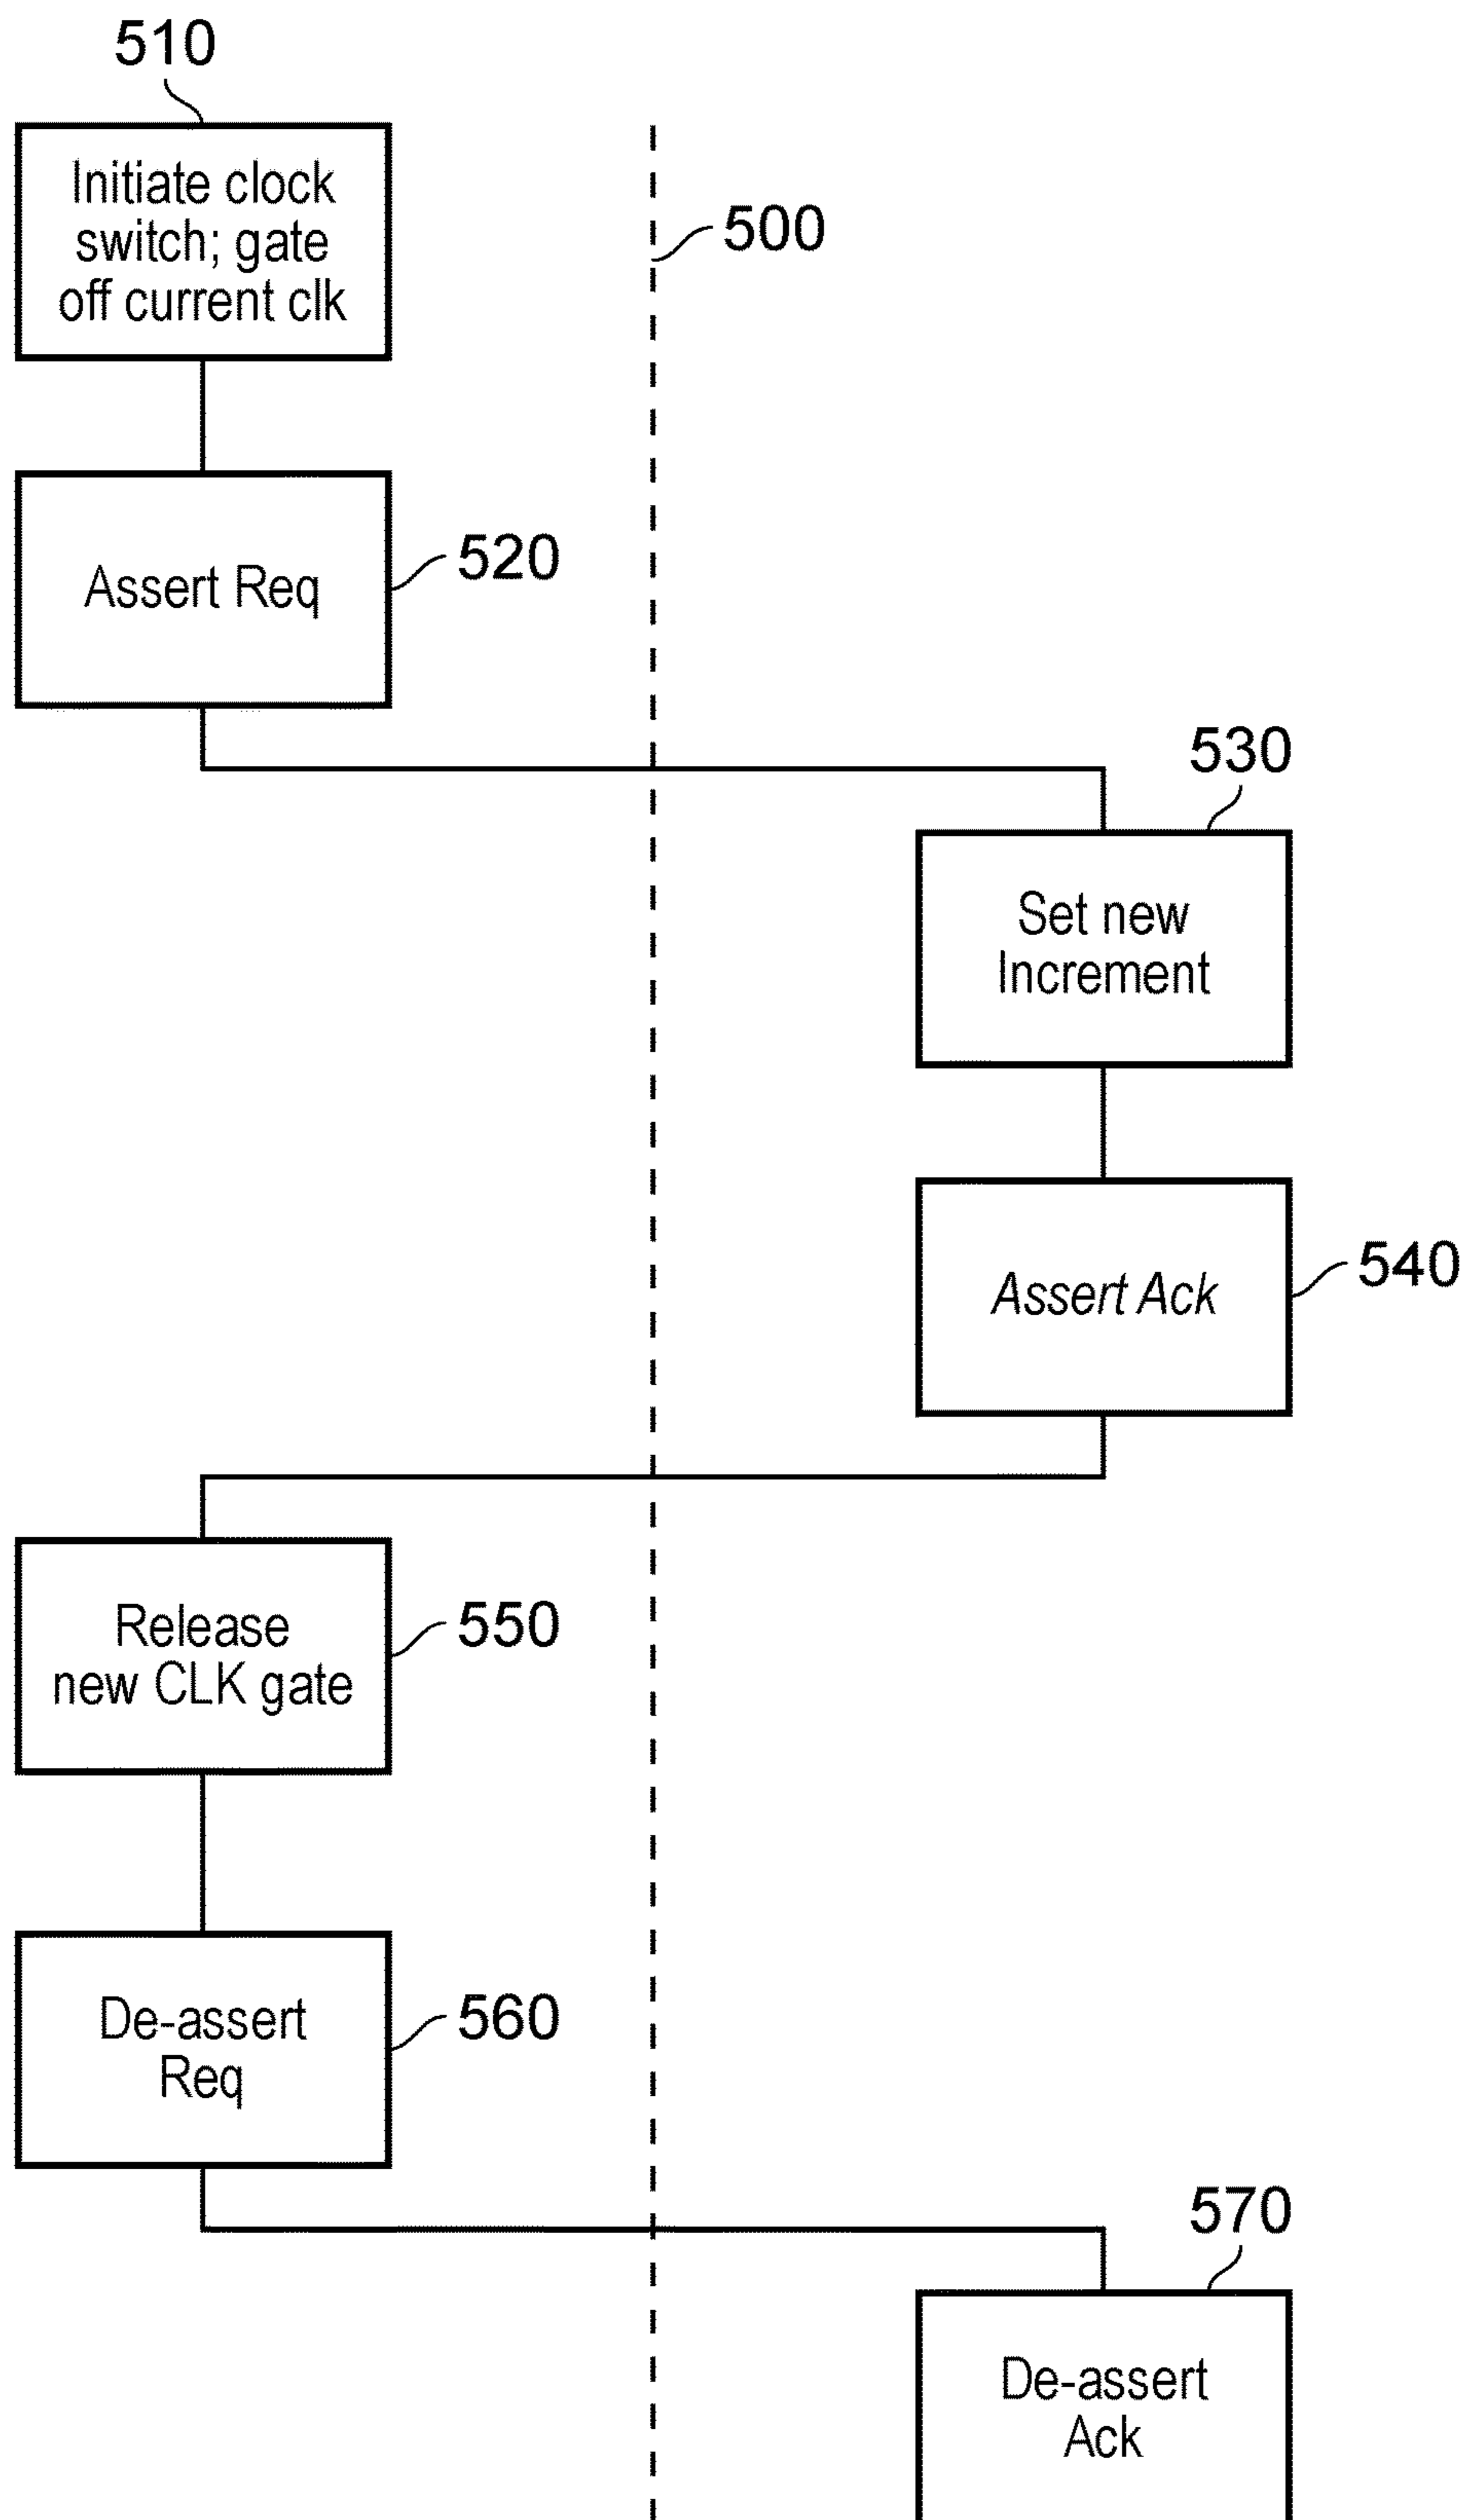 510
Initiate clock
switch; gate
off current clk
500
Assert Req
520
530
Set new
Increment
Assert Ack
540
Release
new CLK gate
550
De-assert
Req
560
570
De-assert
Ack